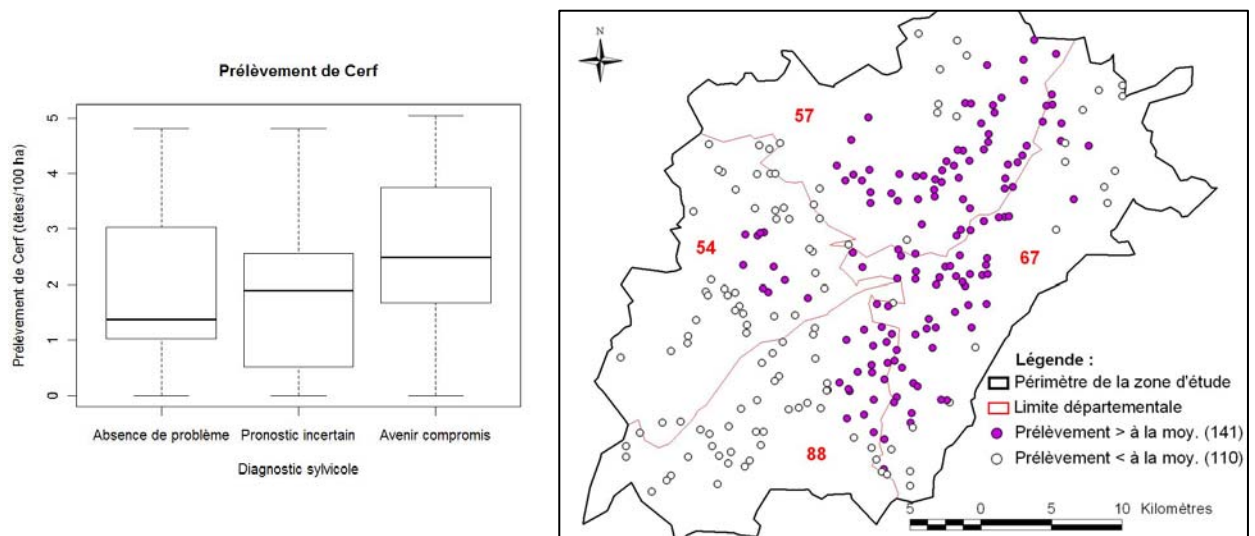 Prélèvement de Cerf
Prélèvement de Cerf (têtes/100 ha)
5
4
3
2
1
0
Absence de problème Pronostic incertain Avenir compromis
Diagnostic sylvicole
N
57
54
67
88
Légende :
Périmètre de la zone d'étude
Limite départementale
Prélèvement > à la moy. (141)
Prélèvement < à la moy. (110)
5 0 5 10 Kilomètres